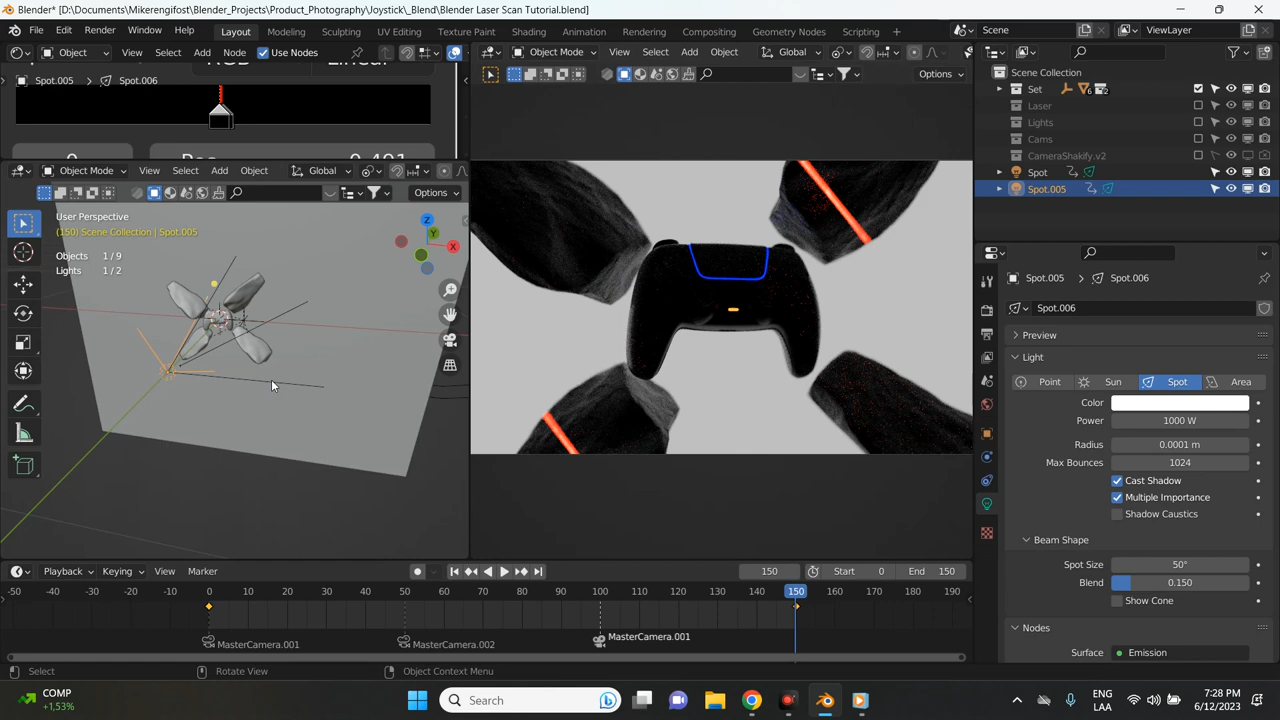 Blender* [D:\Documents\Mikerengifost\Blender_Projects\Product_Photography\Joystick\_Blend\Blender Laser Scan Tutorial.blend]
File Edit Render Window Help Layout Modeling Sculpting UV Editing Texture Paint Shading Animation Rendering Compositing Geometry Nodes Scripting + Scene ViewLayer
Object View Select Add Node Use Nodes
Spot.005 > Spot.006
Pos 0.491
Object Mode View Select Add Object Global
Options
User Perspective
(150) Scene Collection | Spot.005
Objects 1/9
Lights 1/2
Z
Y
X
Object Mode View Select Add Object Global
Options
Scene Collection
Set 6 2
Laser
Lights
Cams
CameraShakify.v2
Spot
Spot.005
Spot.005 > Spot.006
Spot.006
Preview
Light
Point Sun Spot Area
Color
Power 1000 W
Radius 0.0001 m
Max Bounces 1024
Cast Shadow
Multiple Importance
Shadow Caustics
Beam Shape
Spot Size 50°
Blend 0.150
Show Cone
Nodes
Surface Emission
Playback Keying View Marker 150 Start 0 End 150
-50 -40 -30 -20 -10 0 10 20 30 40 50 60 70 80 90 100 110 120 130 140 150 160 170 180 190
MasterCamera.001 MasterCamera.002 MasterCamera.001
Select Rotate View Object Context Menu
COMP
+1,53%
Search
ENG
LAA
7:28 PM
6/12/2023